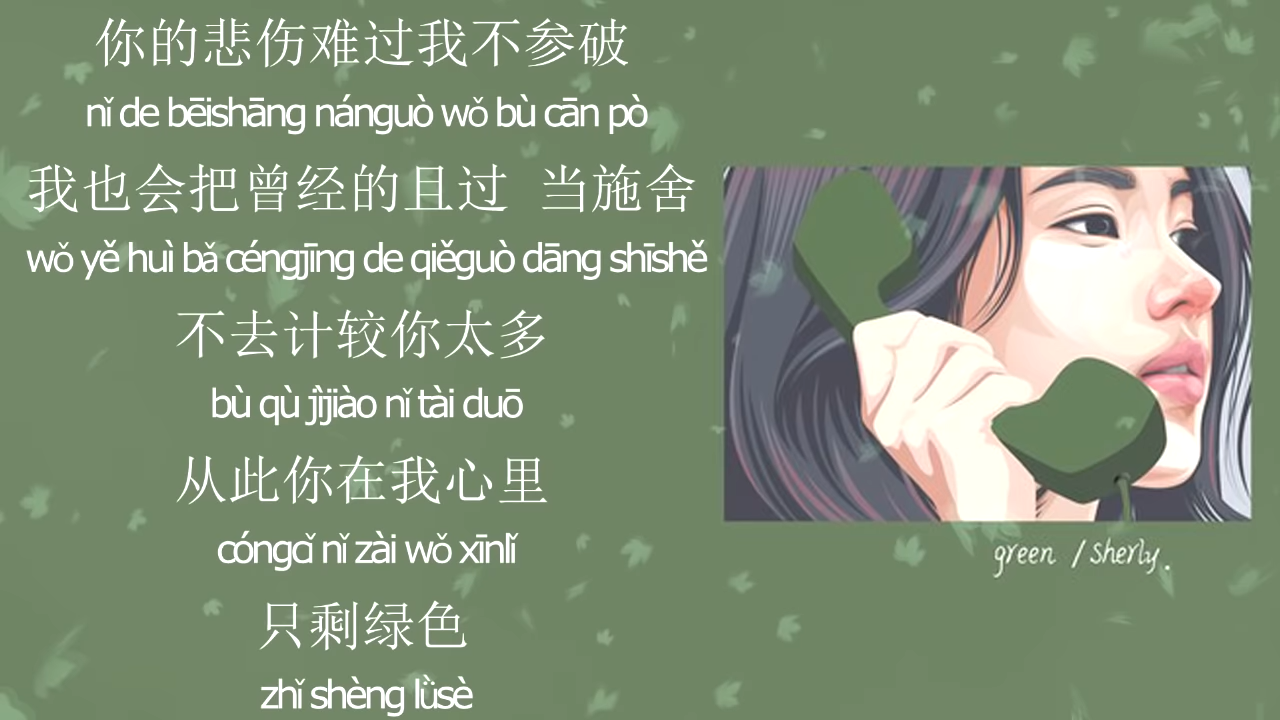 你的悲伤难过我不参破
nǐ de bēishāng nánguò wǒ bù cān pò
我也会把曾经的且过 当施舍
wǒ yě huì bǎ céngjīng de qiěguò dāng shīshě
不去计较你太多
bù qù jìjiào nǐ tài duō
从此你在我心里
cóngcǐ nǐ zài wǒ xīnlǐ
只剩绿色
zhǐ shèng lǜsè
green / Sherly.